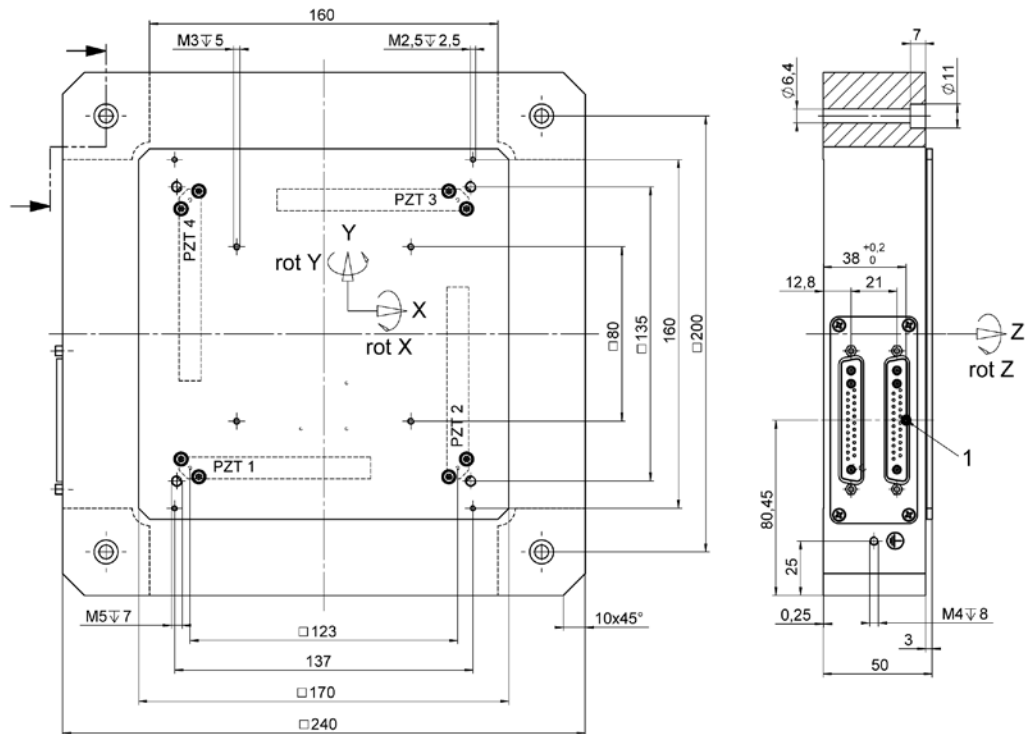 160
M3↧5
M2,5↧2,5
7
∅6,4
∅11
PZT 3
PZT 4
Y
rot Y
X
rot X
38 +0,2 0
12,8
21
Z
rot Z
□80
□135
160
□200
PZT 2
PZT 1
1
80,45
25
M5↧7
□123
10x45°
0,25
M4↧8
137
3
□170
50
□240